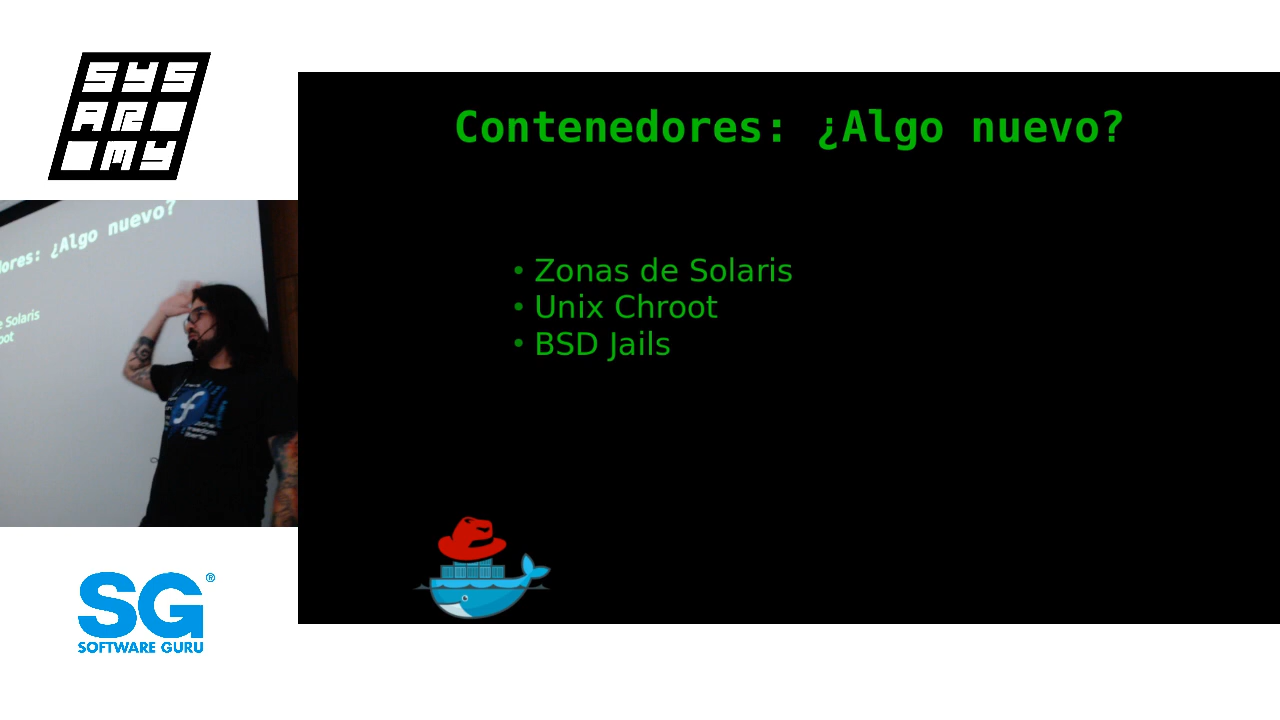 SYS
AR
MY
Contenedores: ¿Algo nuevo?
• Zonas de Solaris
• Unix Chroot
• BSD Jails
dores: ¿Algo nuevo?
e Solaris
oot
f
SG®
SOFTWARE GURU